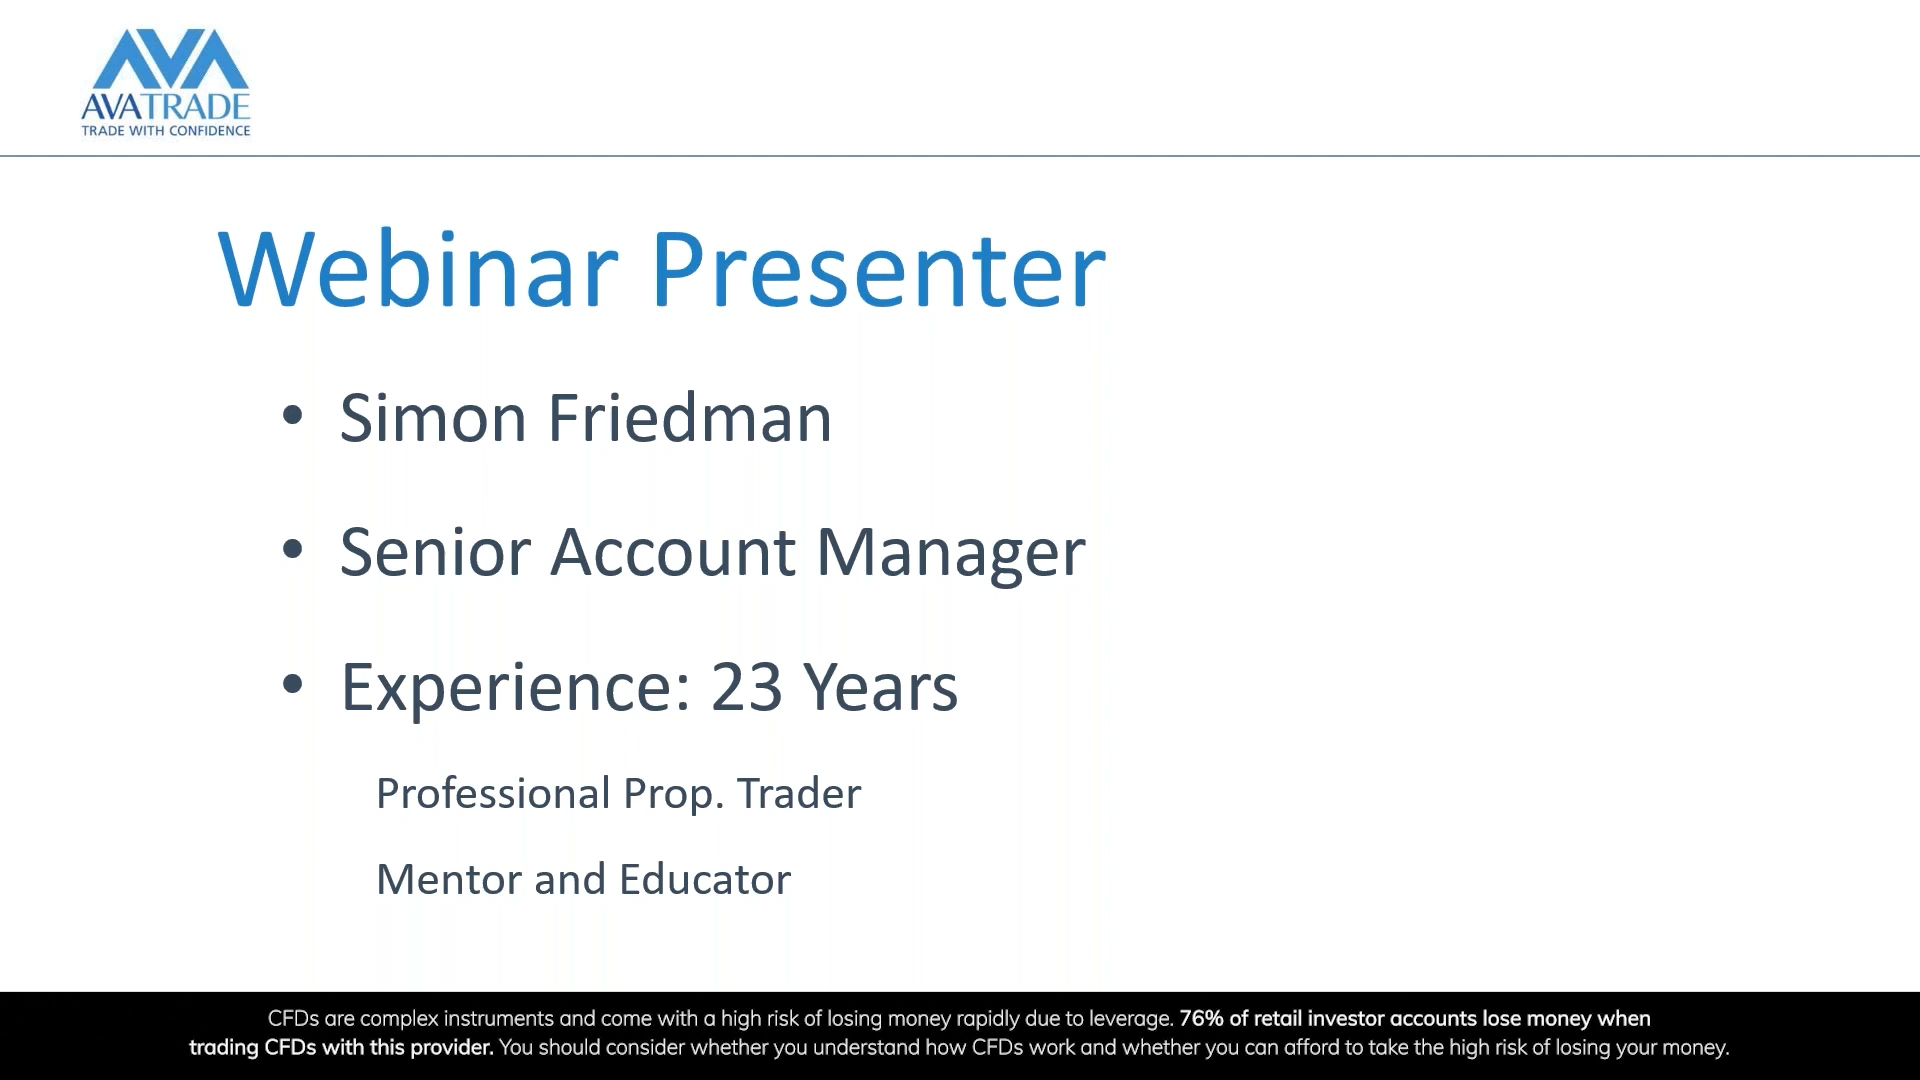 AVATRADE
TRADE WITH CONFIDENCE
Webinar Presenter
• Simon Friedman
• Senior Account Manager
• Experience: 23 Years
Professional Prop. Trader
Mentor and Educator
CFDs are complex instruments and come with a high risk of losing money rapidly due to leverage. 76% of retail investor accounts lose money when
trading CFDs with this provider. You should consider whether you understand how CFDs work and whether you can afford to take the high risk of losing your money.